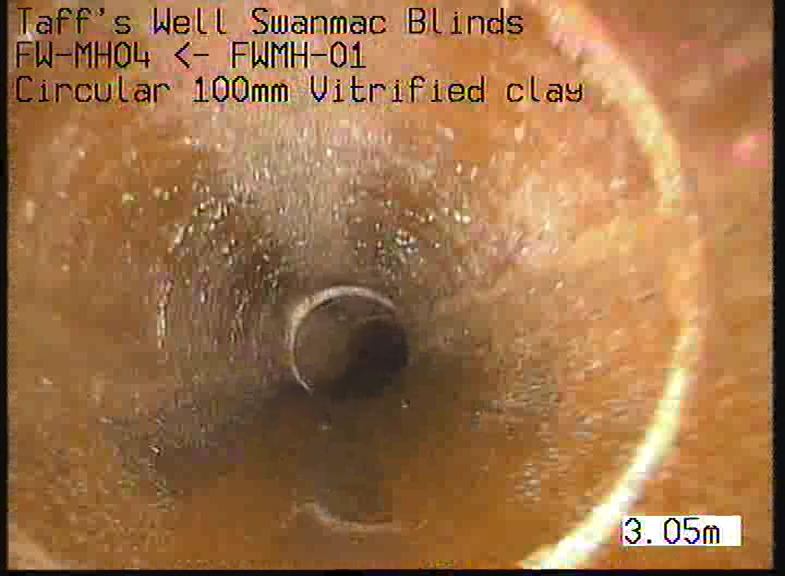 Taff's Well Swanmac Blinds
FW-MH04 <- FWMH-01
Circular 100mm Vitrified clay
3.05m